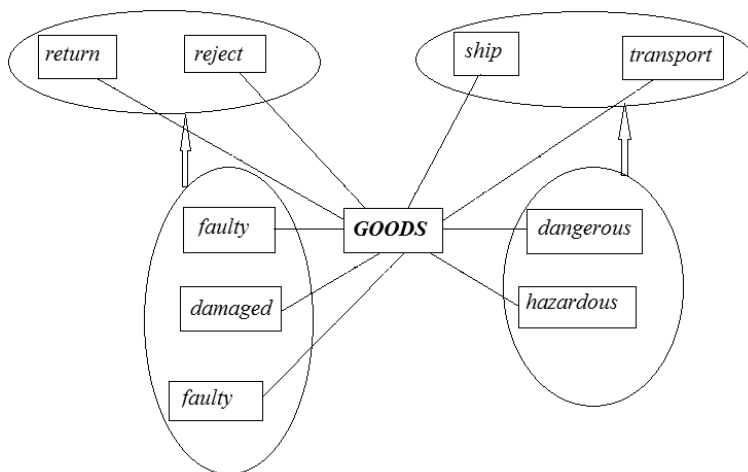 return
reject
ship
transport
faulty
GOODS
dangerous
damaged
hazardous
faulty